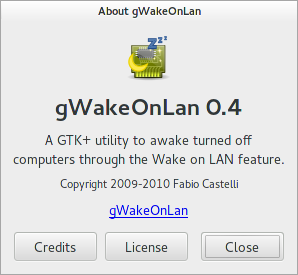 About gWakeOnLan
zzz
gWakeOnLan 0.4
A GTK+ utility to awake turned off
computers through the Wake on LAN feature.
Copyright 2009-2010 Fabio Castelli
gWakeOnLan
Credits
License
Close